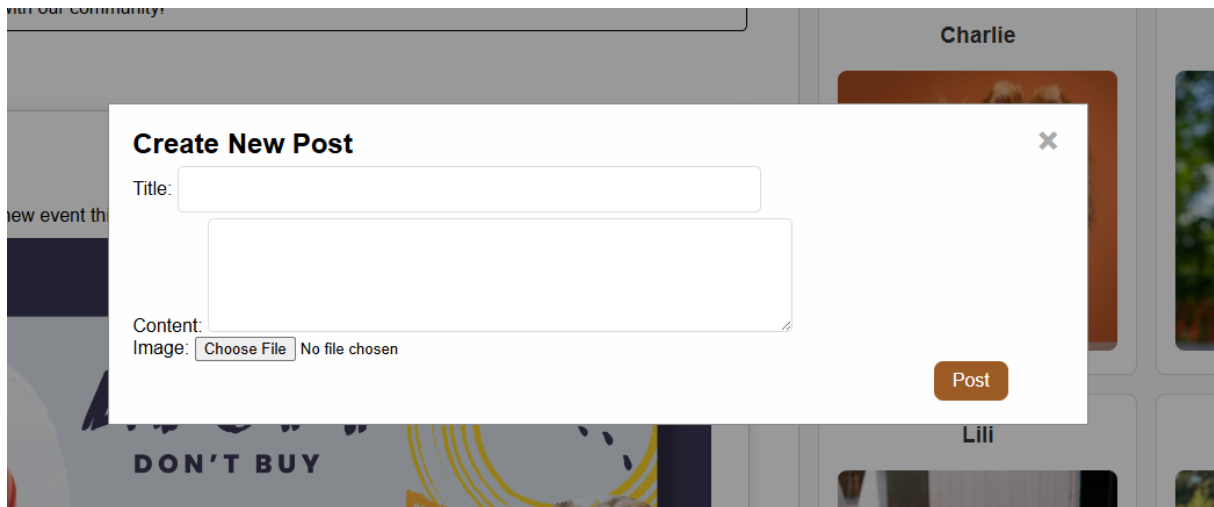 with our community!
Charlie
Create New Post
Title:
new event thi
Content:
Image: Choose File No file chosen
Post
Lili
DON'T BUY